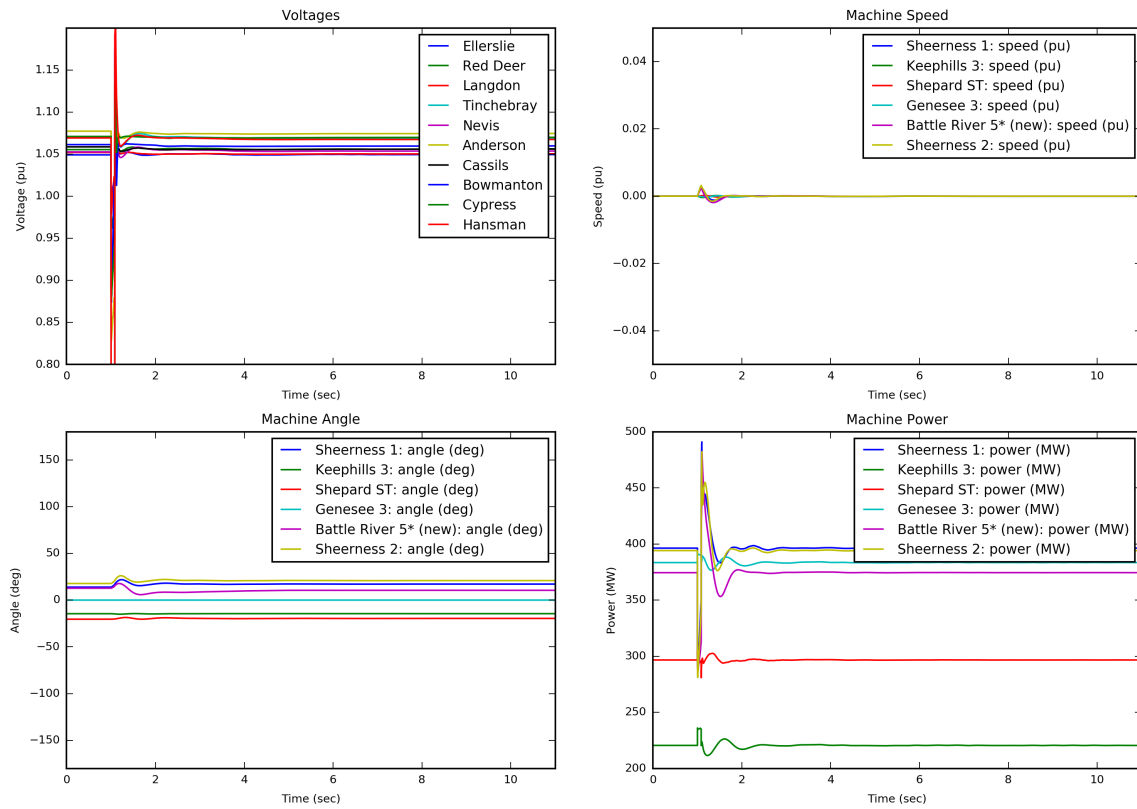 Voltages
1.15
1.10
1.05
1.00
0.95
0.90
0.85
0.80
Voltage (pu)
0
2
4
6
8
10
Time (sec)
Ellerslie
Red Deer
Langdon
Tinchebray
Nevis
Anderson
Cassils
Bowmanton
Cypress
Hansman
Machine Speed
0.04
0.02
0.00
−0.02
−0.04
Speed (pu)
0
2
4
6
8
10
Time (sec)
Sheerness 1: speed (pu)
Keephills 3: speed (pu)
Shepard ST: speed (pu)
Genesee 3: speed (pu)
Battle River 5* (new): speed (pu)
Sheerness 2: speed (pu)
Machine Angle
150
100
50
0
−50
−100
−150
Angle (deg)
0
2
4
6
8
10
Time (sec)
Sheerness 1: angle (deg)
Keephills 3: angle (deg)
Shepard ST: angle (deg)
Genesee 3: angle (deg)
Battle River 5* (new): angle (deg)
Sheerness 2: angle (deg)
Machine Power
500
450
400
350
300
250
200
Power (MW)
0
2
4
6
8
10
Time (sec)
Sheerness 1: power (MW)
Keephills 3: power (MW)
Shepard ST: power (MW)
Genesee 3: power (MW)
Battle River 5* (new): power (MW)
Sheerness 2: power (MW)